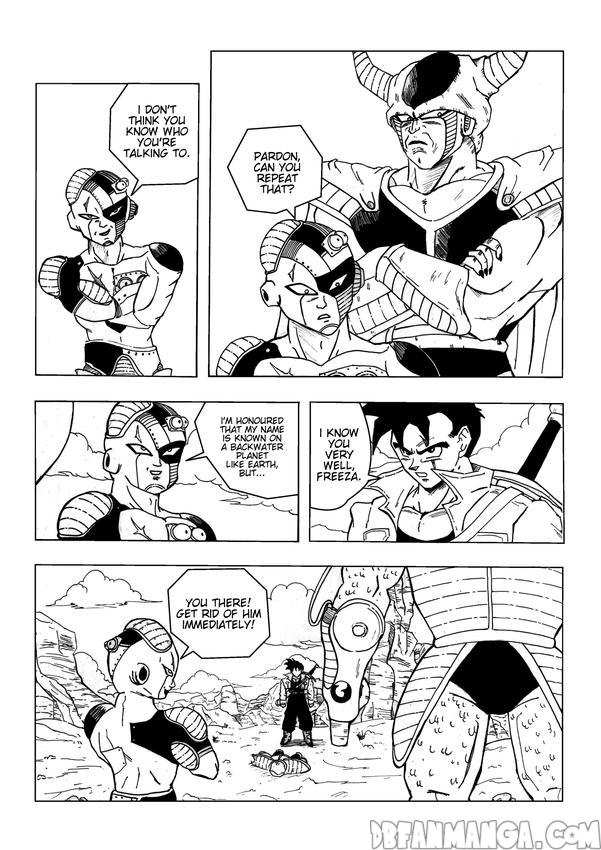 PARDON,
CAN YOU
REPEAT
THAT?
I DON'T
THINK YOU
KNOW WHO
YOU'RE
TALKING TO.
I KNOW
YOU
VERY
WELL,
FREEZA.
I'M HONOURED
THAT MY NAME
IS KNOWN ON A
BACKWATER
PLANET
LIKE EARTH,
BUT...
YOU THERE!
GET RID OF HIM
IMMEDIATELY!
DBFANMANGA.COM